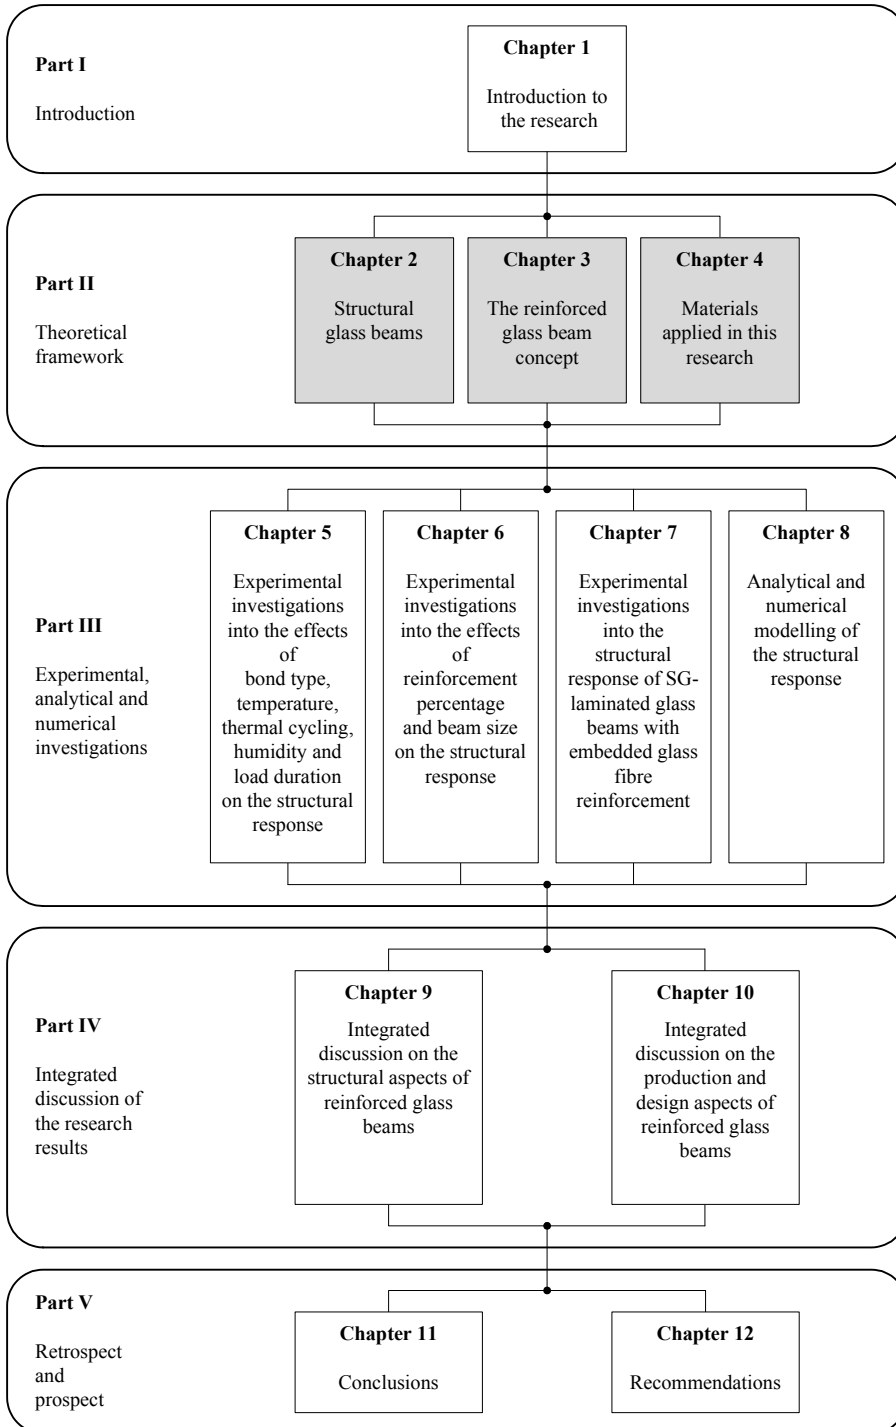 Part I
Introduction
Chapter 1
Introduction to
the research
Part II
Theoretical
framework
Chapter 2
Structural
glass beams
Chapter 3
The reinforced
glass beam
concept
Chapter 4
Materials
applied in this
research
Part III
Experimental,
analytical and
numerical
investigations
Chapter 5
Experimental
investigations
into the effects
of
bond type,
temperature,
thermal cycling,
humidity and
load duration
on the structural
response
Chapter 6
Experimental
investigations
into the effects
of
reinforcement
percentage
and beam size
on the structural
response
Chapter 7
Experimental
investigations
into the
structural
response of SG-
laminated glass
beams with
embedded glass
fibre
reinforcement
Chapter 8
Analytical and
numerical
modelling of
the structural
response
Part IV
Integrated
discussion of
the research
results
Chapter 9
Integrated
discussion on the
structural aspects of
reinforced glass
beams
Chapter 10
Integrated
discussion on the
production and
design aspects of
reinforced glass
beams
Part V
Retrospect
and
prospect
Chapter 11
Conclusions
Chapter 12
Recommendations